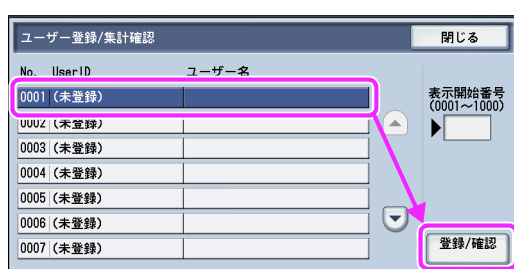 ユーザー登録/集計確認
閉じる
No. UserID ユーザー名
0001 (未登録)
0002 (未登録)
0003 (未登録)
0004 (未登録)
0005 (未登録)
0006 (未登録)
0007 (未登録)
表示開始番号
(0001～1000)
登録/確認